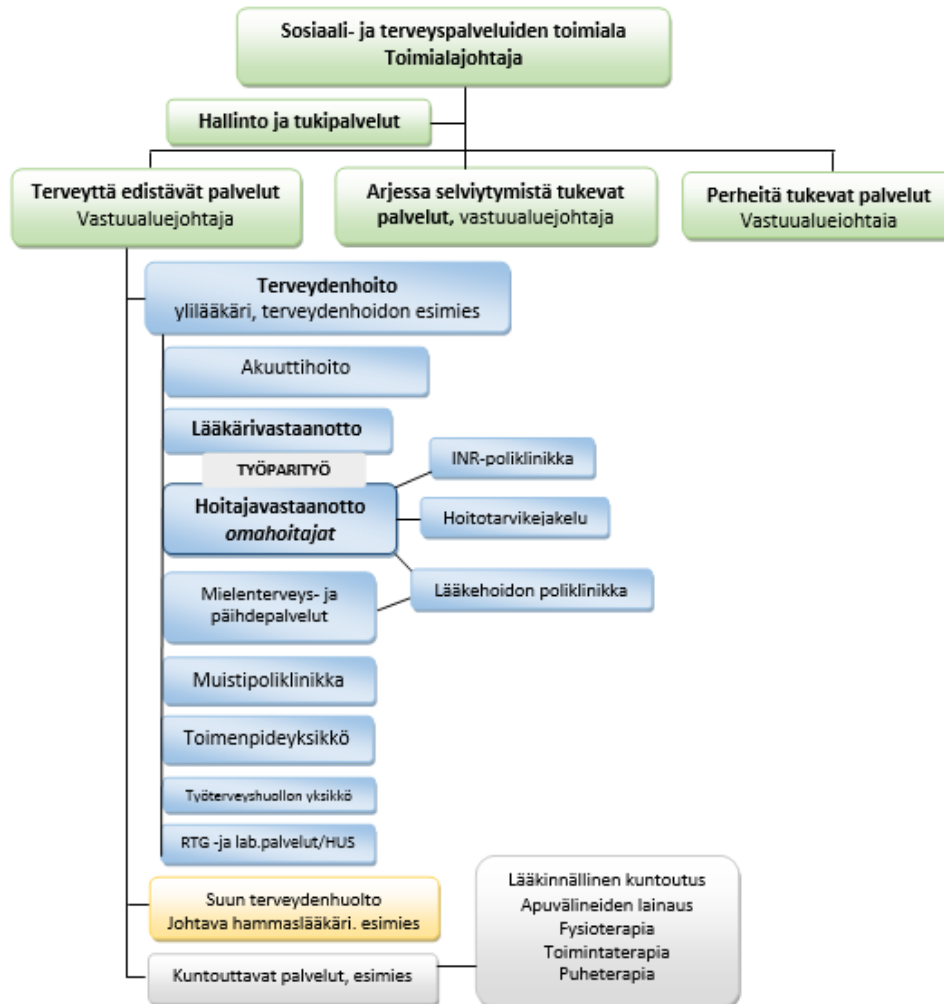 Sosiaali- ja terveyspalveluiden toimiala
Toimialajohtaja
Hallinto ja tukipalvelut
Terveyttä edistävät palvelut
Vastuualuejohtaja
Arjessa selviytymistä tukevat
palvelut, vastuualuejohtaja
Perheitä tukevat palvelut
Vastuualueiohtaia
Terveydenhoito
ylilääkäri, terveydenhoidon esimies
Akuuttihoito
Lääkärivastaanotto
TYÖPARITYÖ
Hoitajavastaanotto
omahoitajat
INR-poliklinikka
Hoitotarvikejakelu
Lääkehoidon poliklinikka
Mielenterveys- ja
päihdepalvelut
Muistipoliklinikka
Toimenpideyksikkö
Työterveyshuollon yksikkö
RTG -ja lab.palvelut/HUS
Suun terveydenhuolto
Johtava hammaslääkäri. esimies
Kuntouttavat palvelut, esimies
Lääkinnällinen kuntoutus
Apuvälineiden lainaus
Fysioterapia
Toimintaterapia
Puheterapia